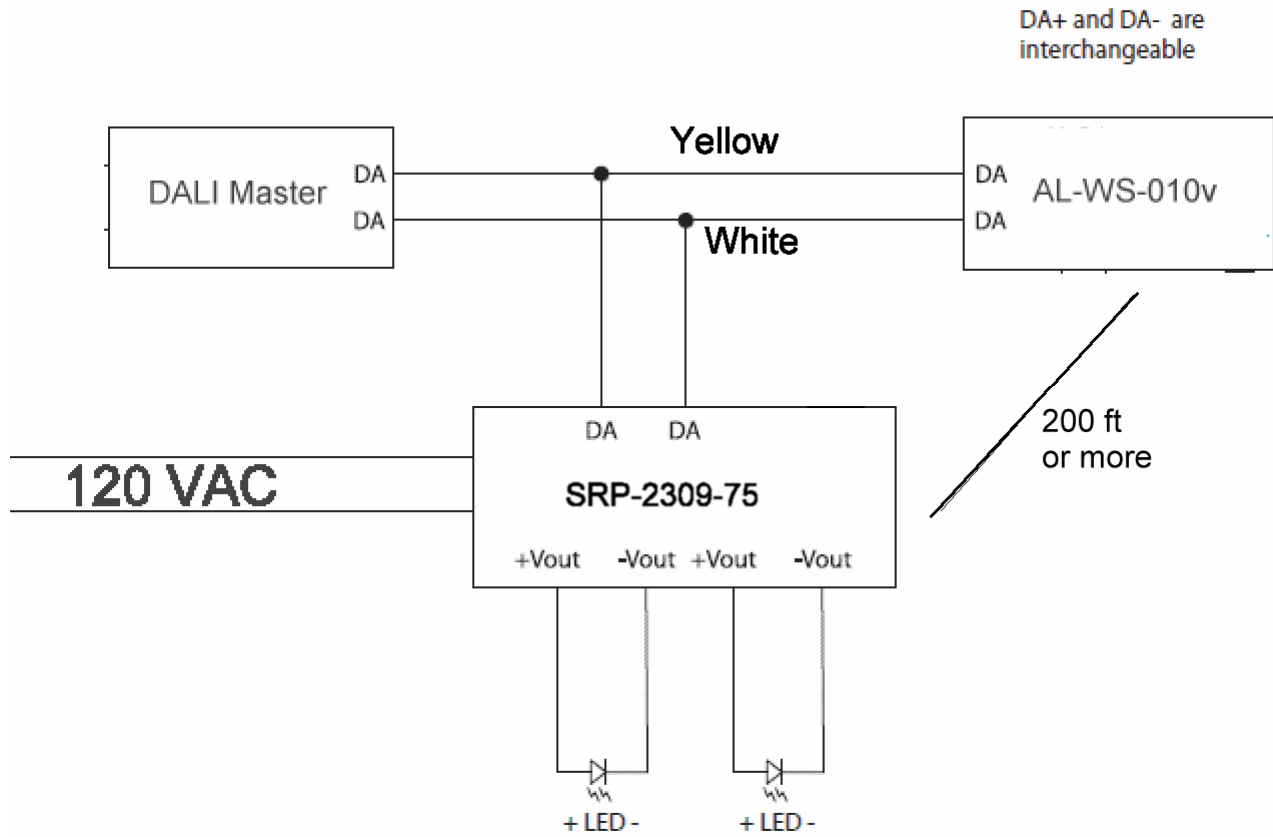 DA+ and DA- are
interchangeable
Yellow
DALI Master
DA
DA
DA
DA
AL-WS-010v
White
DA DA
SRP-2309-75
120 VAC
200 ft
or more
+Vout -Vout +Vout -Vout
+ LED - + LED -